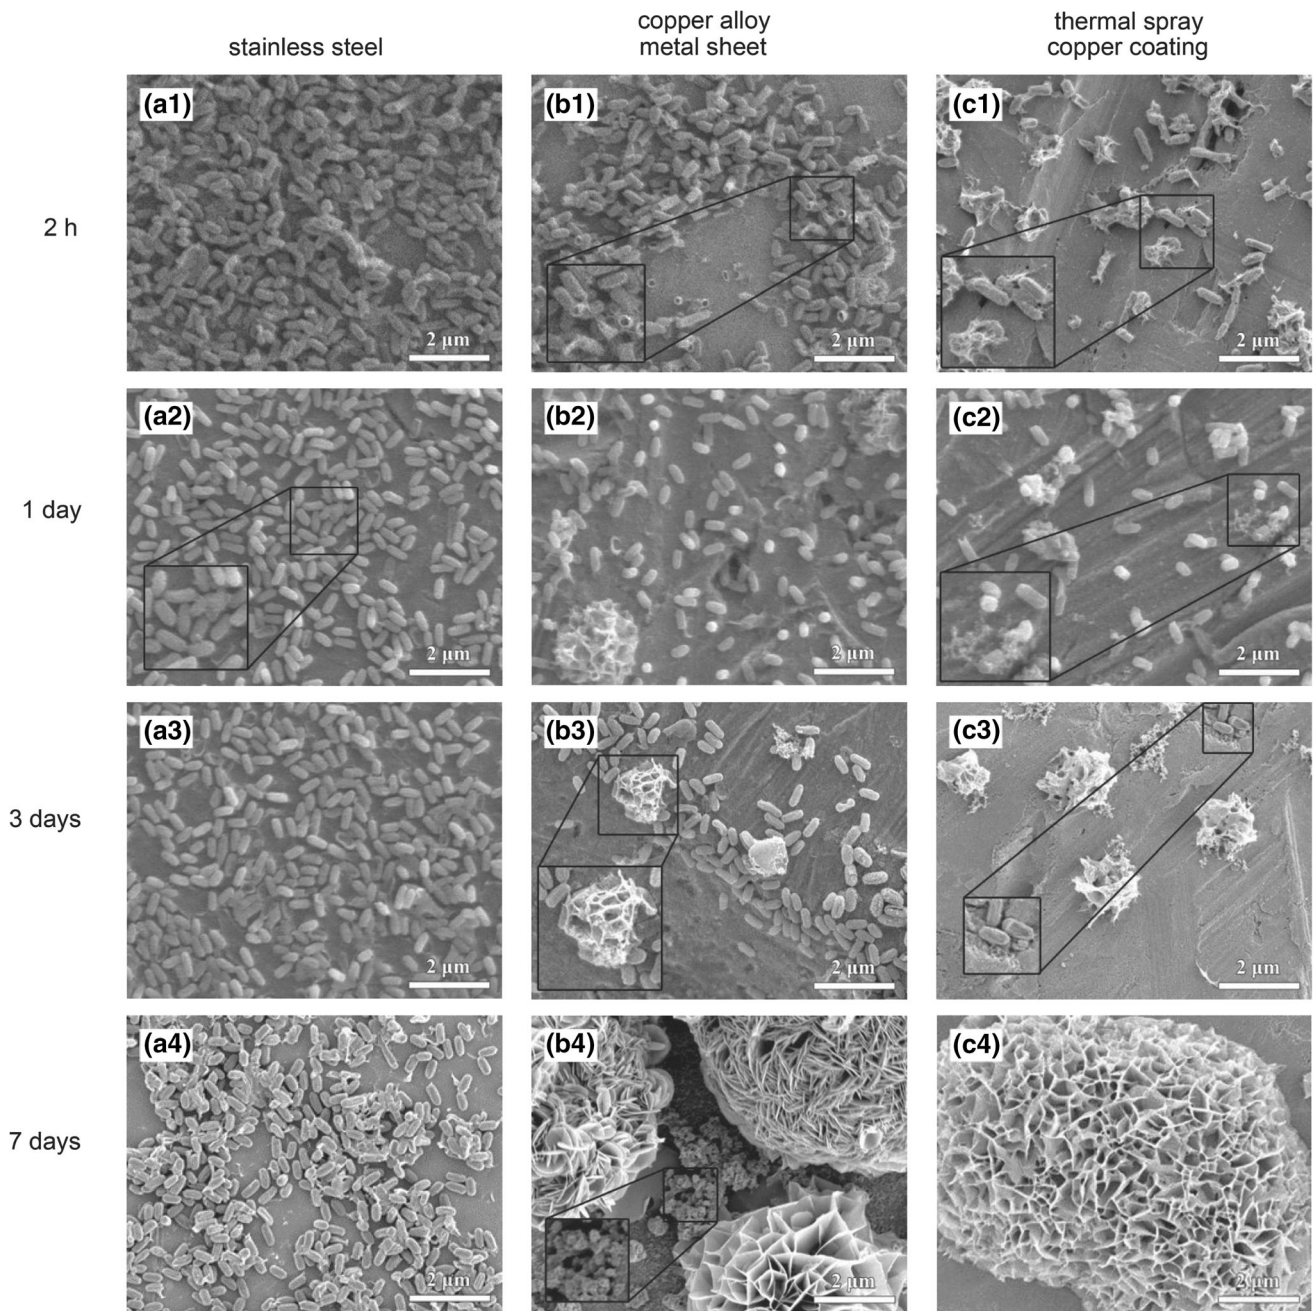 stainless steel
copper alloy
metal sheet
thermal spray
copper coating
2 h
(a1)
2 μm
(b1)
2 μm
(c1)
2 μm
1 day
(a2)
2 μm
(b2)
2 μm
(c2)
2 μm
3 days
(a3)
2 μm
(b3)
2 μm
(c3)
2 μm
7 days
(a4)
2 μm
(b4)
2 μm
(c4)
2 μm